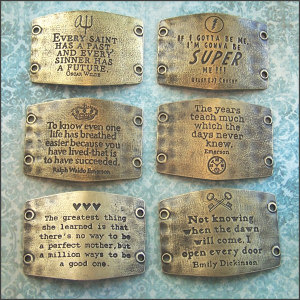 EVERY SAINT
HAS A PAST,
AND EVERY
SINNER HAS
A FUTURE.
OSCAR WILDE
IF I GOTTA BE ME,
I'M GONNA BE
SUPER
ME!!!
To know even one
life has breathed
easier because you
have lived-that is
to have succeeded.
Ralph Waldo Emerson
The years
teach much
which the
days never
knew.
Emerson
The greatest thing
she learned is that
there's no way to be
a perfect mother, but
a million ways to be
a good one.
Not knowing
when the dawn
will come, I
open every door
Emily Dickinson